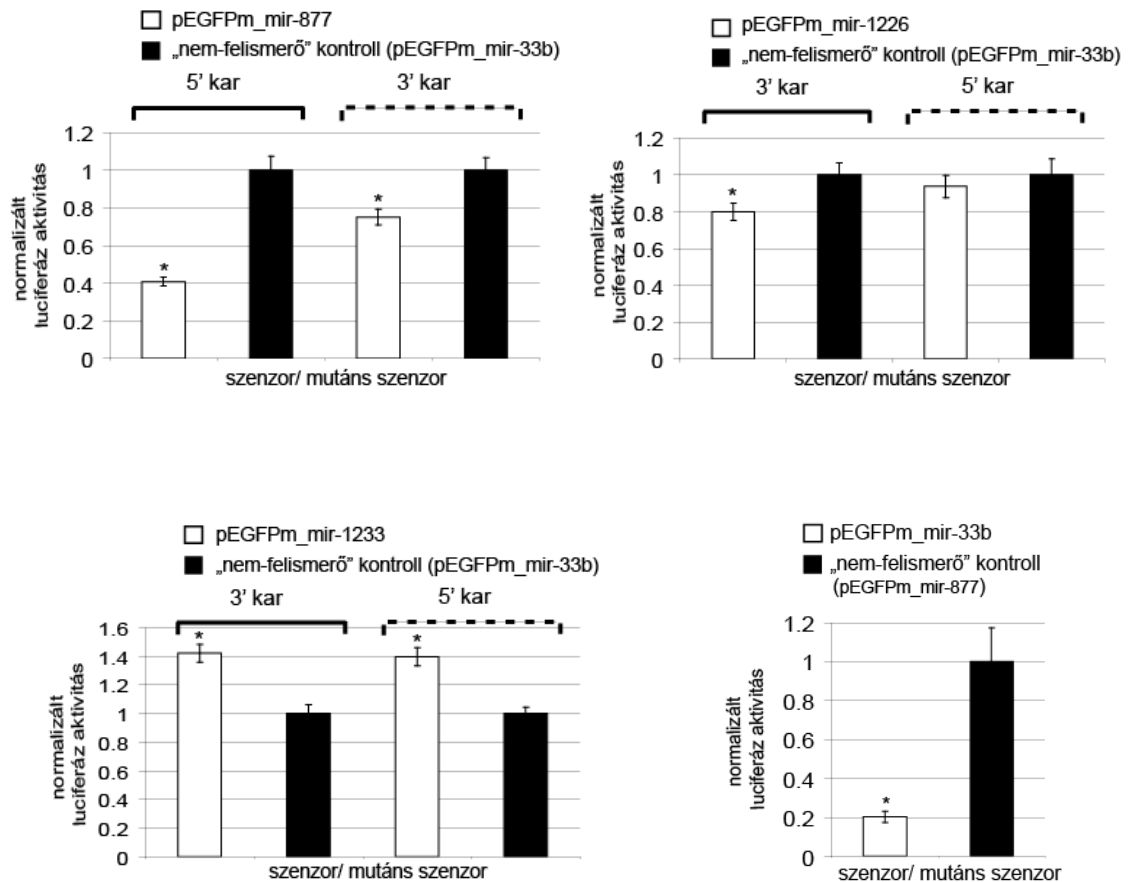 pEGFPm_mir-877
„nem-felismerő” kontroll (pEGFPm_mir-33b)
5’ kar
3’ kar
1.2
1
0.8
0.6
0.4
0.2
0
*
*
normalizált
luciferáz aktivitás
szenzor/ mutáns szenzor
pEGFPm_mir-1226
„nem-felismerő” kontroll (pEGFPm_mir-33b)
3’ kar
5’ kar
1.2
1
0.8
0.6
0.4
0.2
0
*
normalizált
luciferáz aktivitás
szenzor/ mutáns szenzor
pEGFPm_mir-1233
„nem-felismerő” kontroll (pEGFPm_mir-33b)
3’ kar
5’ kar
1.6
1.4
1.2
1
0.8
0.6
0.4
0.2
0
*
*
normalizált
luciferáz aktivitás
szenzor/ mutáns szenzor
pEGFPm_mir-33b
„nem-felismerő” kontroll
(pEGFPm_mir-877)
1.2
1
0.8
0.6
0.4
0.2
0
*
normalizált
luciferáz aktivitás
szenzor/ mutáns szenzor